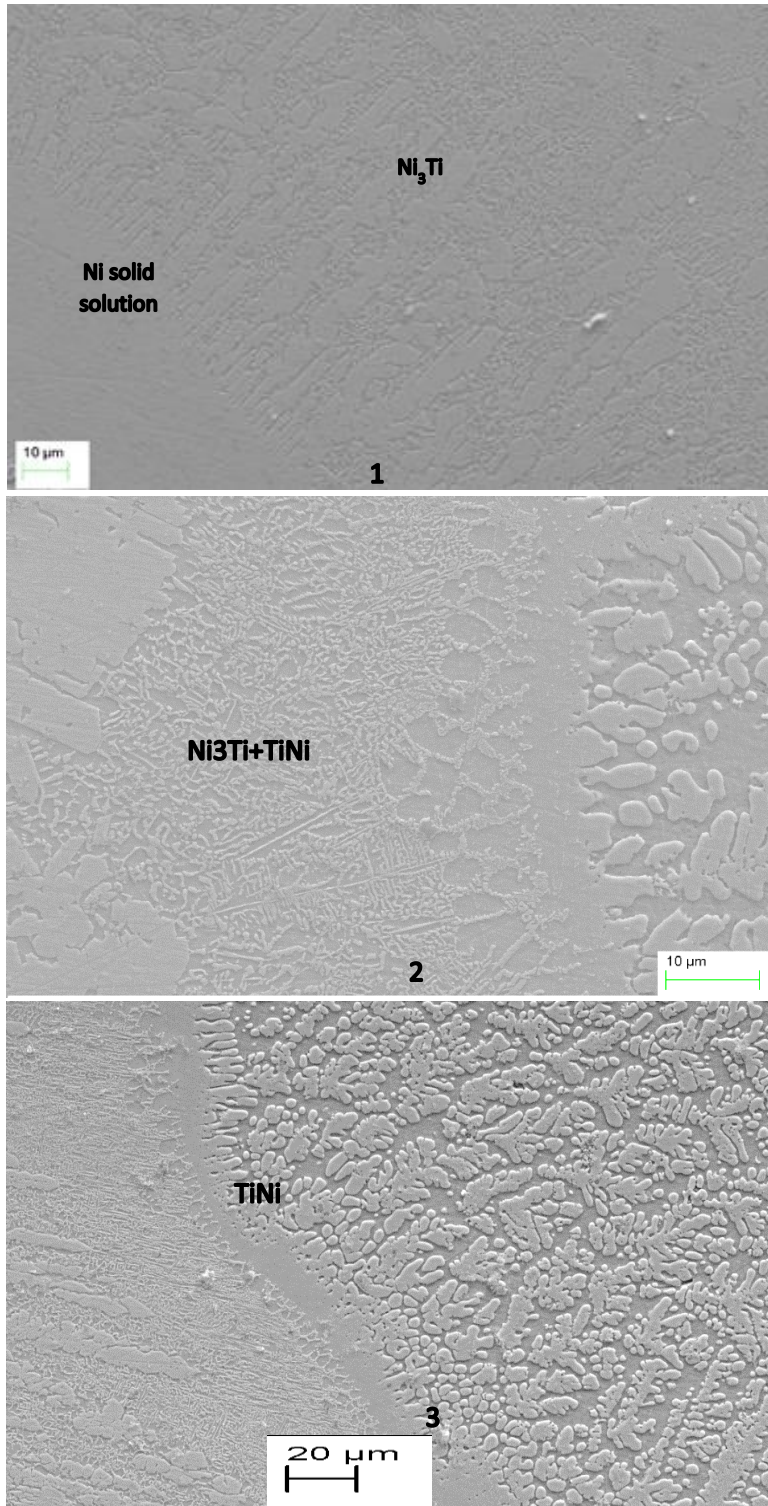 Ni₃Ti
Ni solid
solution
10 µm
1
Ni3Ti+TiNi
2
10 µm
TiNi
3
20 µm